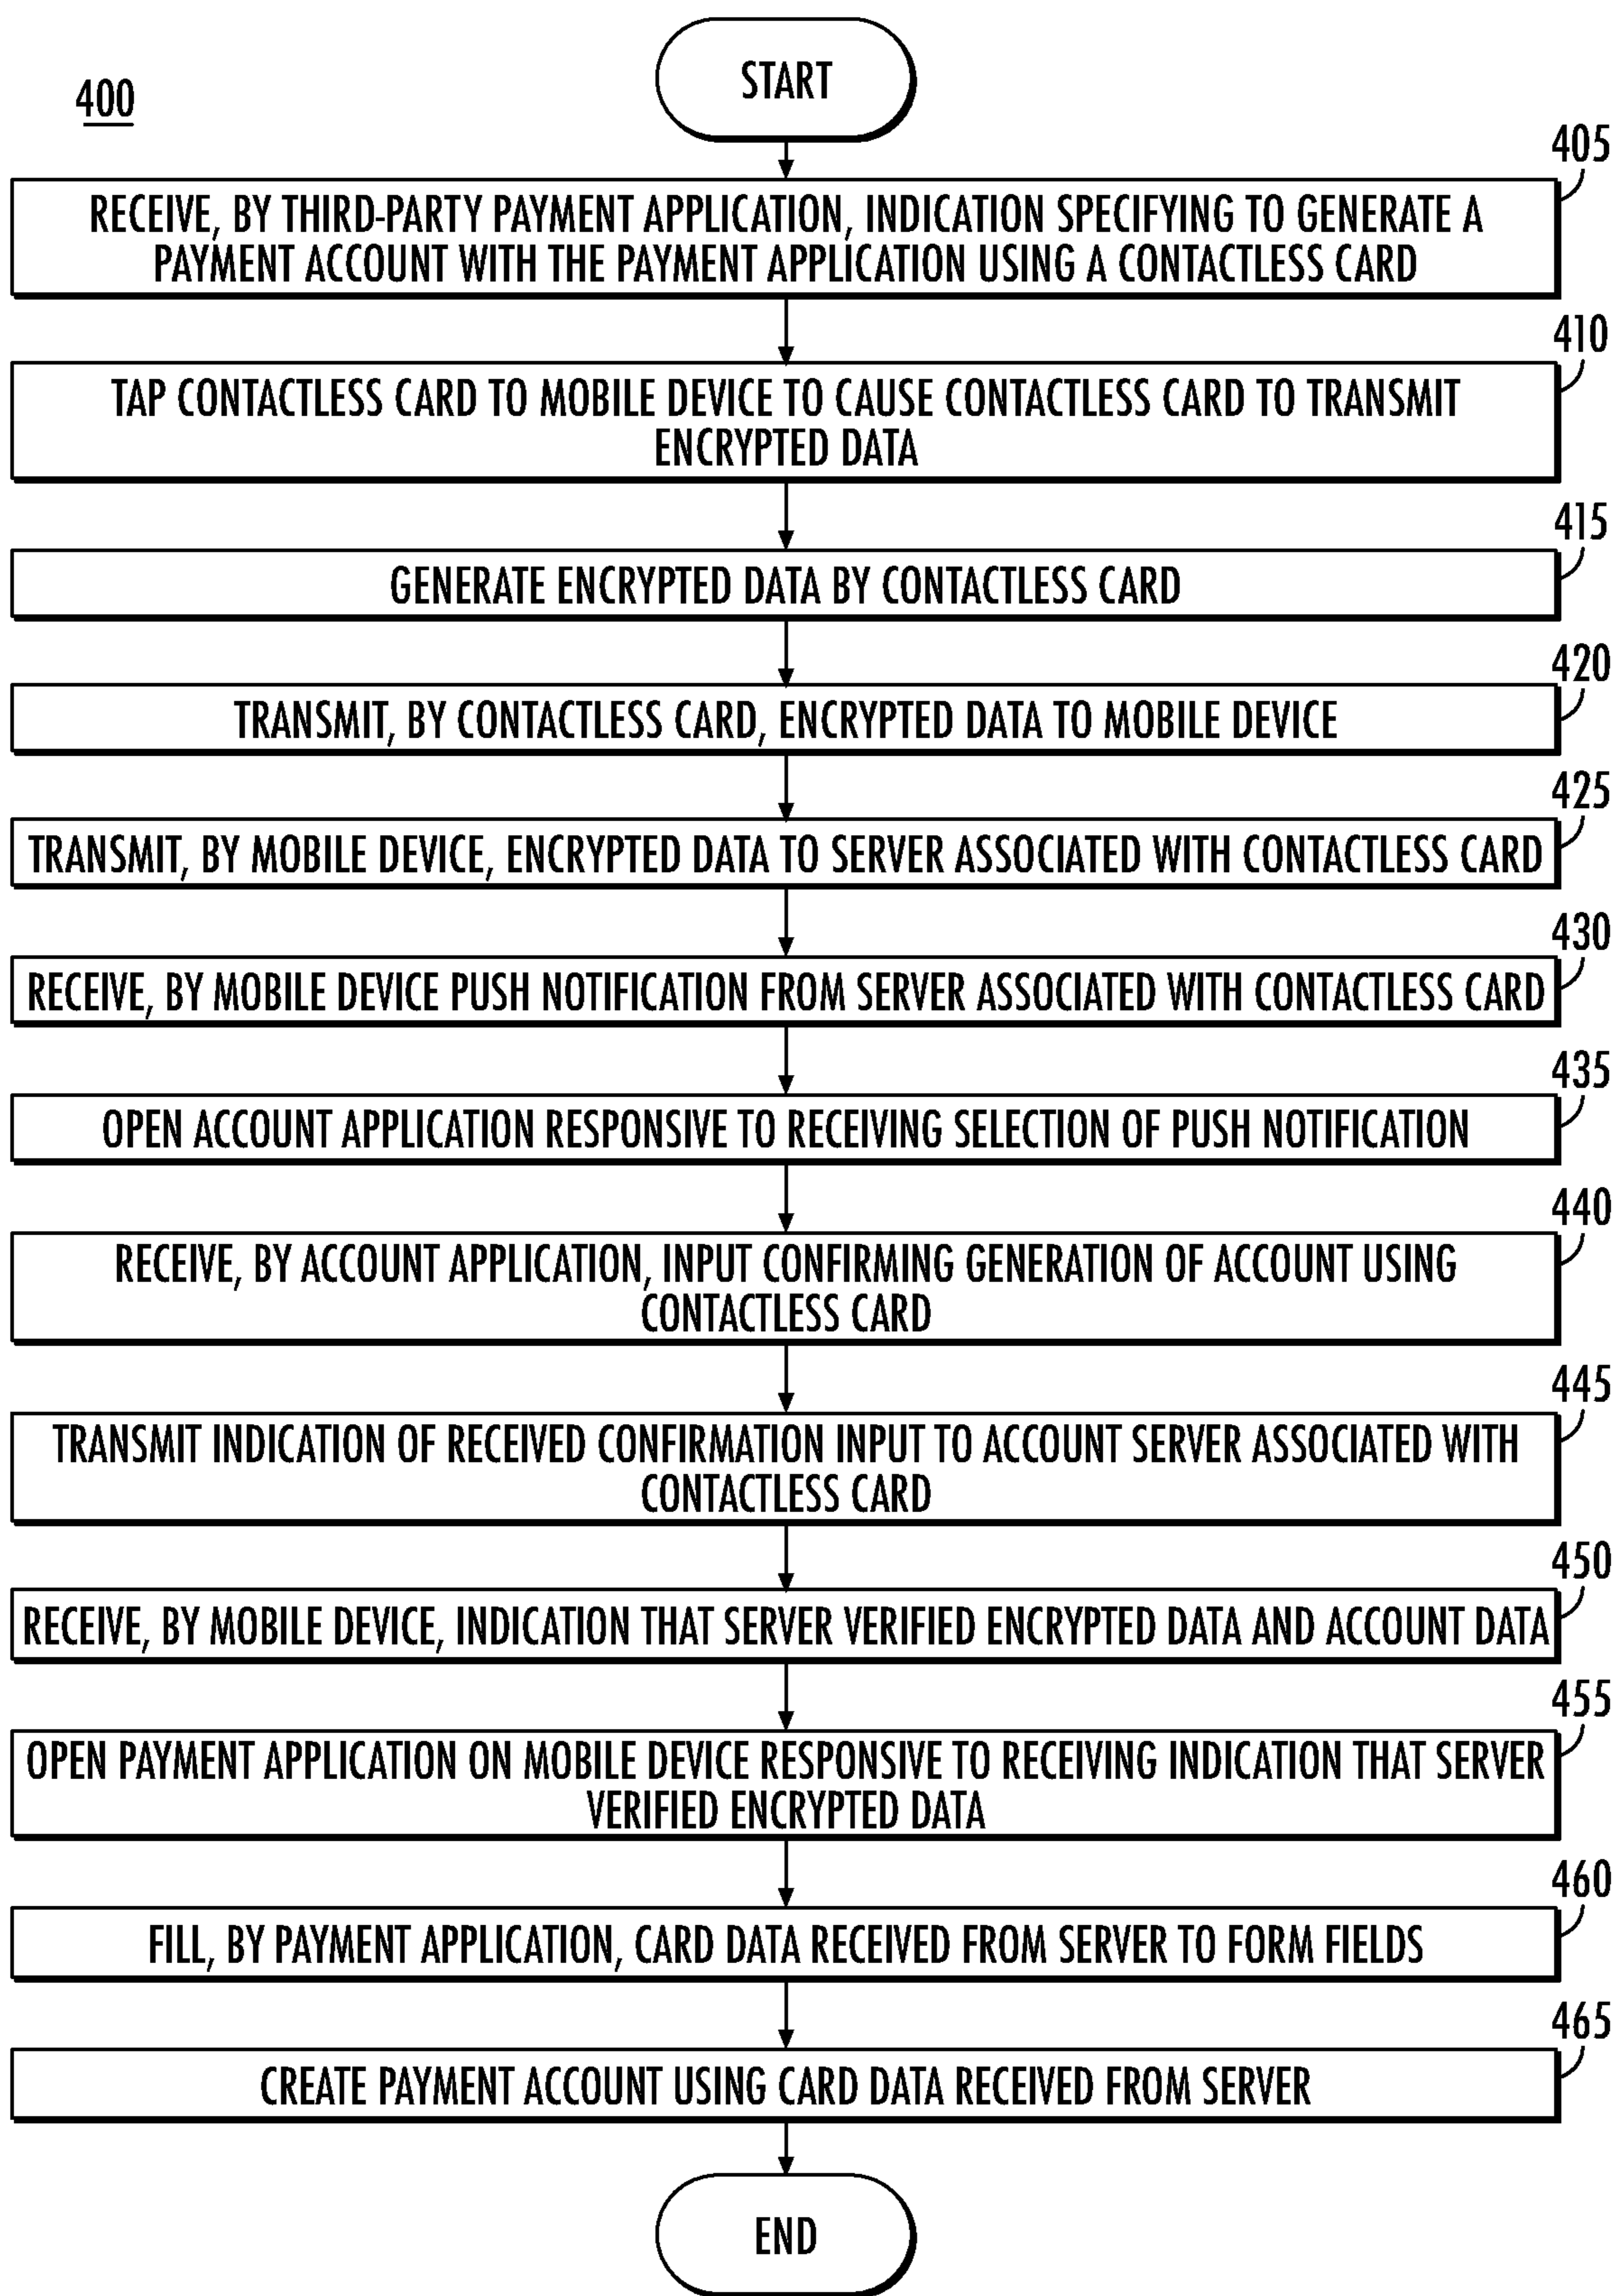 START
400
405
RECEIVE, BY THIRD-PARTY PAYMENT APPLICATION, INDICATION SPECIFYING TO GENERATE A
PAYMENT ACCOUNT WITH THE PAYMENT APPLICATION USING A CONTACTLESS CARD
410
TAP CONTACTLESS CARD TO MOBILE DEVICE TO CAUSE CONTACTLESS CARD TO TRANSMIT
ENCRYPTED DATA
415
GENERATE ENCRYPTED DATA BY CONTACTLESS CARD
420
TRANSMIT, BY CONTACTLESS CARD, ENCRYPTED DATA TO MOBILE DEVICE
425
TRANSMIT, BY MOBILE DEVICE, ENCRYPTED DATA TO SERVER ASSOCIATED WITH CONTACTLESS CARD
430
RECEIVE, BY MOBILE DEVICE PUSH NOTIFICATION FROM SERVER ASSOCIATED WITH CONTACTLESS CARD
435
OPEN ACCOUNT APPLICATION RESPONSIVE TO RECEIVING SELECTION OF PUSH NOTIFICATION
440
RECEIVE, BY ACCOUNT APPLICATION, INPUT CONFIRMING GENERATION OF ACCOUNT USING
CONTACTLESS CARD
445
TRANSMIT INDICATION OF RECEIVED CONFIRMATION INPUT TO ACCOUNT SERVER ASSOCIATED WITH
CONTACTLESS CARD
450
RECEIVE, BY MOBILE DEVICE, INDICATION THAT SERVER VERIFIED ENCRYPTED DATA AND ACCOUNT DATA
455
OPEN PAYMENT APPLICATION ON MOBILE DEVICE RESPONSIVE TO RECEIVING INDICATION THAT SERVER
VERIFIED ENCRYPTED DATA
460
FILL, BY PAYMENT APPLICATION, CARD DATA RECEIVED FROM SERVER TO FORM FIELDS
465
CREATE PAYMENT ACCOUNT USING CARD DATA RECEIVED FROM SERVER
END